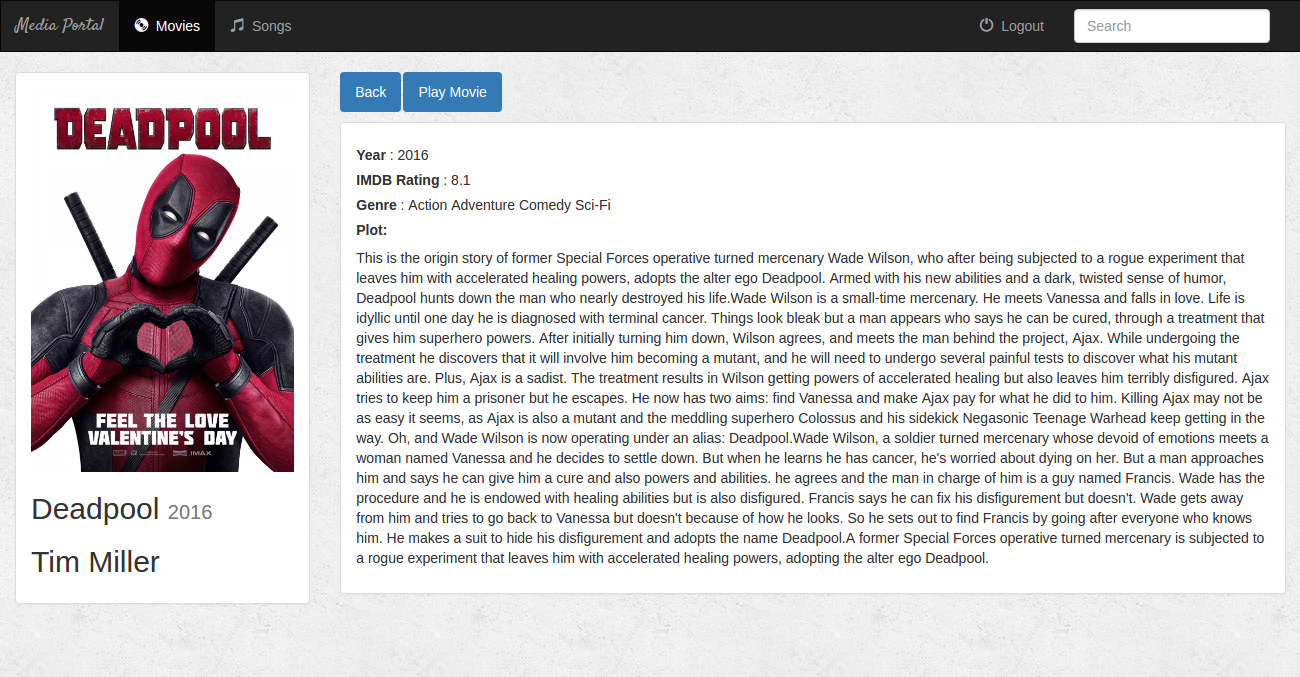 Media Portal Movies Songs Logout Search
DEADPOOL
FEEL THE LOVE
VALENTINE'S DAY
IMAX
Deadpool 2016
Tim Miller
Back Play Movie
Year : 2016
IMDB Rating : 8.1
Genre : Action Adventure Comedy Sci-Fi
Plot:
This is the origin story of former Special Forces operative turned mercenary Wade Wilson, who after being subjected to a rogue experiment that
leaves him with accelerated healing powers, adopts the alter ego Deadpool. Armed with his new abilities and a dark, twisted sense of humor,
Deadpool hunts down the man who nearly destroyed his life.Wade Wilson is a small-time mercenary. He meets Vanessa and falls in love. Life is
idyllic until one day he is diagnosed with terminal cancer. Things look bleak but a man appears who says he can be cured, through a treatment that
gives him superhero powers. After initially turning him down, Wilson agrees, and meets the man behind the project, Ajax. While undergoing the
treatment he discovers that it will involve him becoming a mutant, and he will need to undergo several painful tests to discover what his mutant
abilities are. Plus, Ajax is a sadist. The treatment results in Wilson getting powers of accelerated healing but also leaves him terribly disfigured. Ajax
tries to keep him a prisoner but he escapes. He now has two aims: find Vanessa and make Ajax pay for what he did to him. Killing Ajax may not be
as easy it seems, as Ajax is also a mutant and the meddling superhero Colossus and his sidekick Negasonic Teenage Warhead keep getting in the
way. Oh, and Wade Wilson is now operating under an alias: Deadpool.Wade Wilson, a soldier turned mercenary whose devoid of emotions meets a
woman named Vanessa and he decides to settle down. But when he learns he has cancer, he's worried about dying on her. But a man approaches
him and says he can give him a cure and also powers and abilities. he agrees and the man in charge of him is a guy named Francis. Wade has the
procedure and he is endowed with healing abilities but is also disfigured. Francis says he can fix his disfigurement but doesn't. Wade gets away
from him and tries to go back to Vanessa but doesn't because of how he looks. So he sets out to find Francis by going after everyone who knows
him. He makes a suit to hide his disfigurement and adopts the name Deadpool.A former Special Forces operative turned mercenary is subjected to
a rogue experiment that leaves him with accelerated healing powers, adopting the alter ego Deadpool.